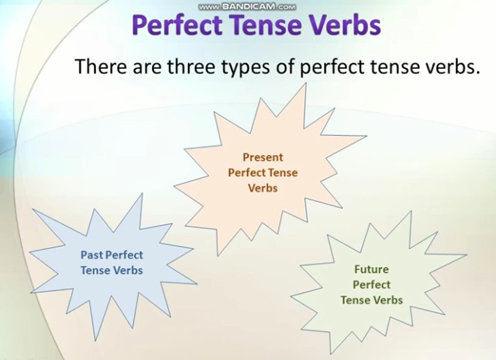 www.BANDICAM.com
Perfect Tense Verbs
There are three types of perfect tense verbs.
Present
Perfect Tense
Verbs
Past Perfect
Tense Verbs
Future
Perfect
Tense Verbs